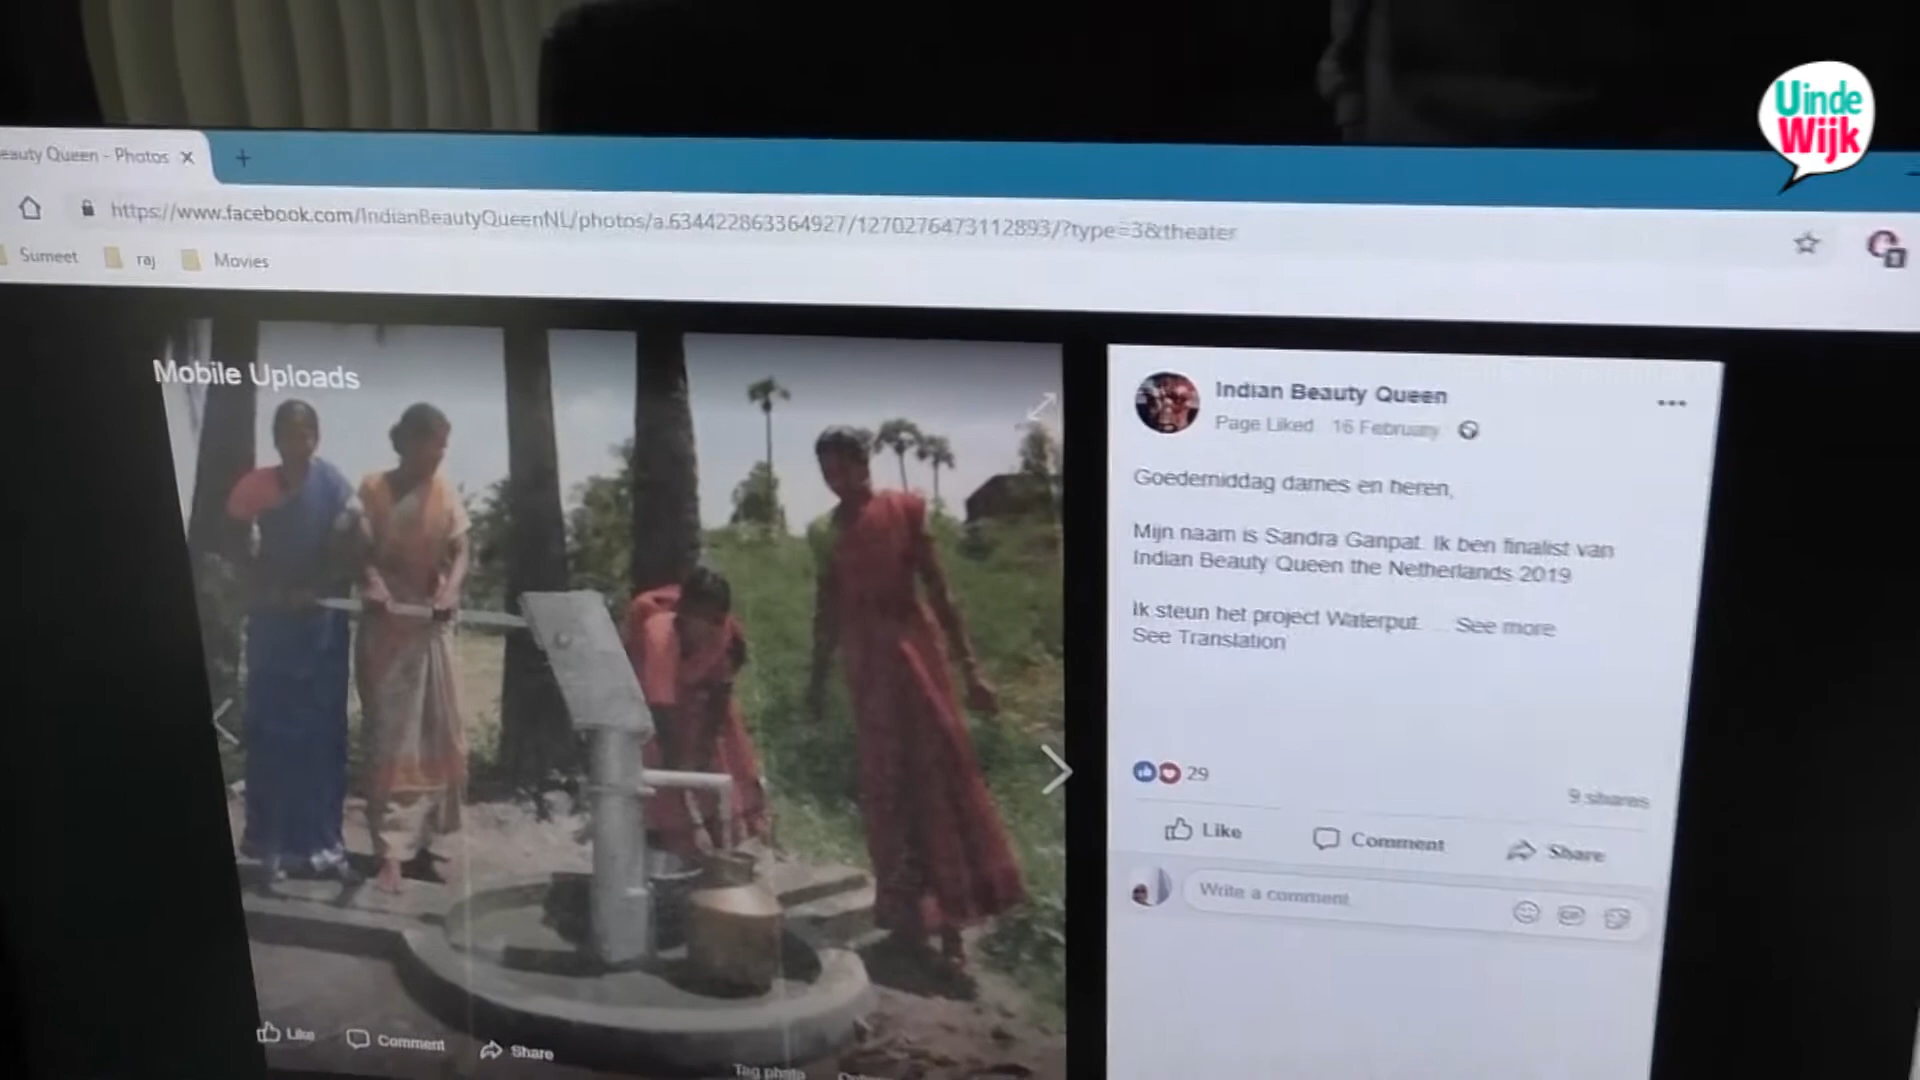 Uinde
Wijk
eauty Queen - Photos
https://www.facebook.com/IndianBeautyQueenNL/photos/a.634422863364927/1270276473112893/?type=3&theater
Sumeet raj Movies
Mobile Uploads
Indian Beauty Queen
Page Liked 16 February
Goedemiddag dames en heren,
Mijn naam is Sandra Ganpat. Ik ben finalist van
Indian Beauty Queen the Netherlands 2019
Ik steun het project Waterput. ... See more
See Translation
29
9 shares
Like Comment Share
Write a comment
Like Comment Share
Tag photo